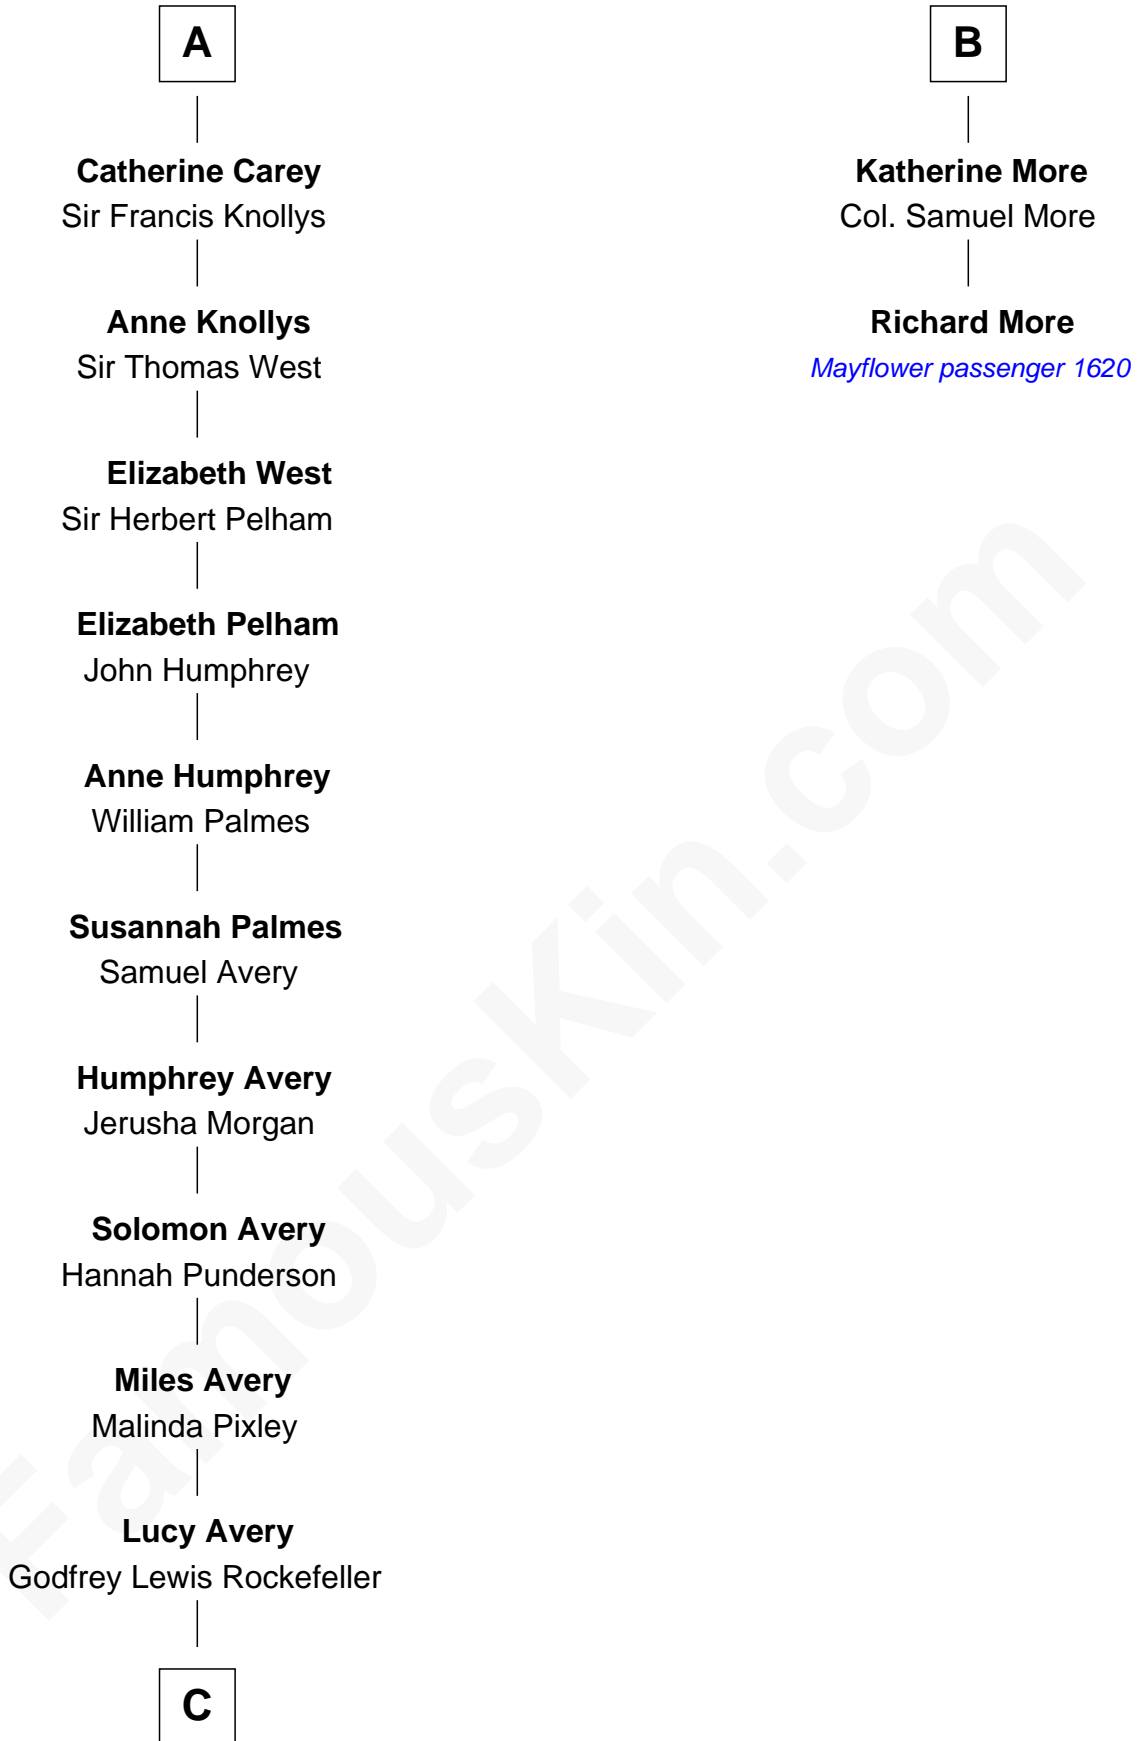 A
Catherine Carey
Sir Francis Knollys
Anne Knollys
Sir Thomas West
Elizabeth West
Sir Herbert Pelham
Elizabeth Pelham
John Humphrey
Anne Humphrey
William Palmes
Susannah Palmes
Samuel Avery
Humphrey Avery
Jerusha Morgan
Solomon Avery
Hannah Punderson
Miles Avery
Malinda Pixley
Lucy Avery
Godfrey Lewis Rockefeller
C
B
Katherine More
Col. Samuel More
Richard More
Mayflower passenger 1620
FamousKin.com